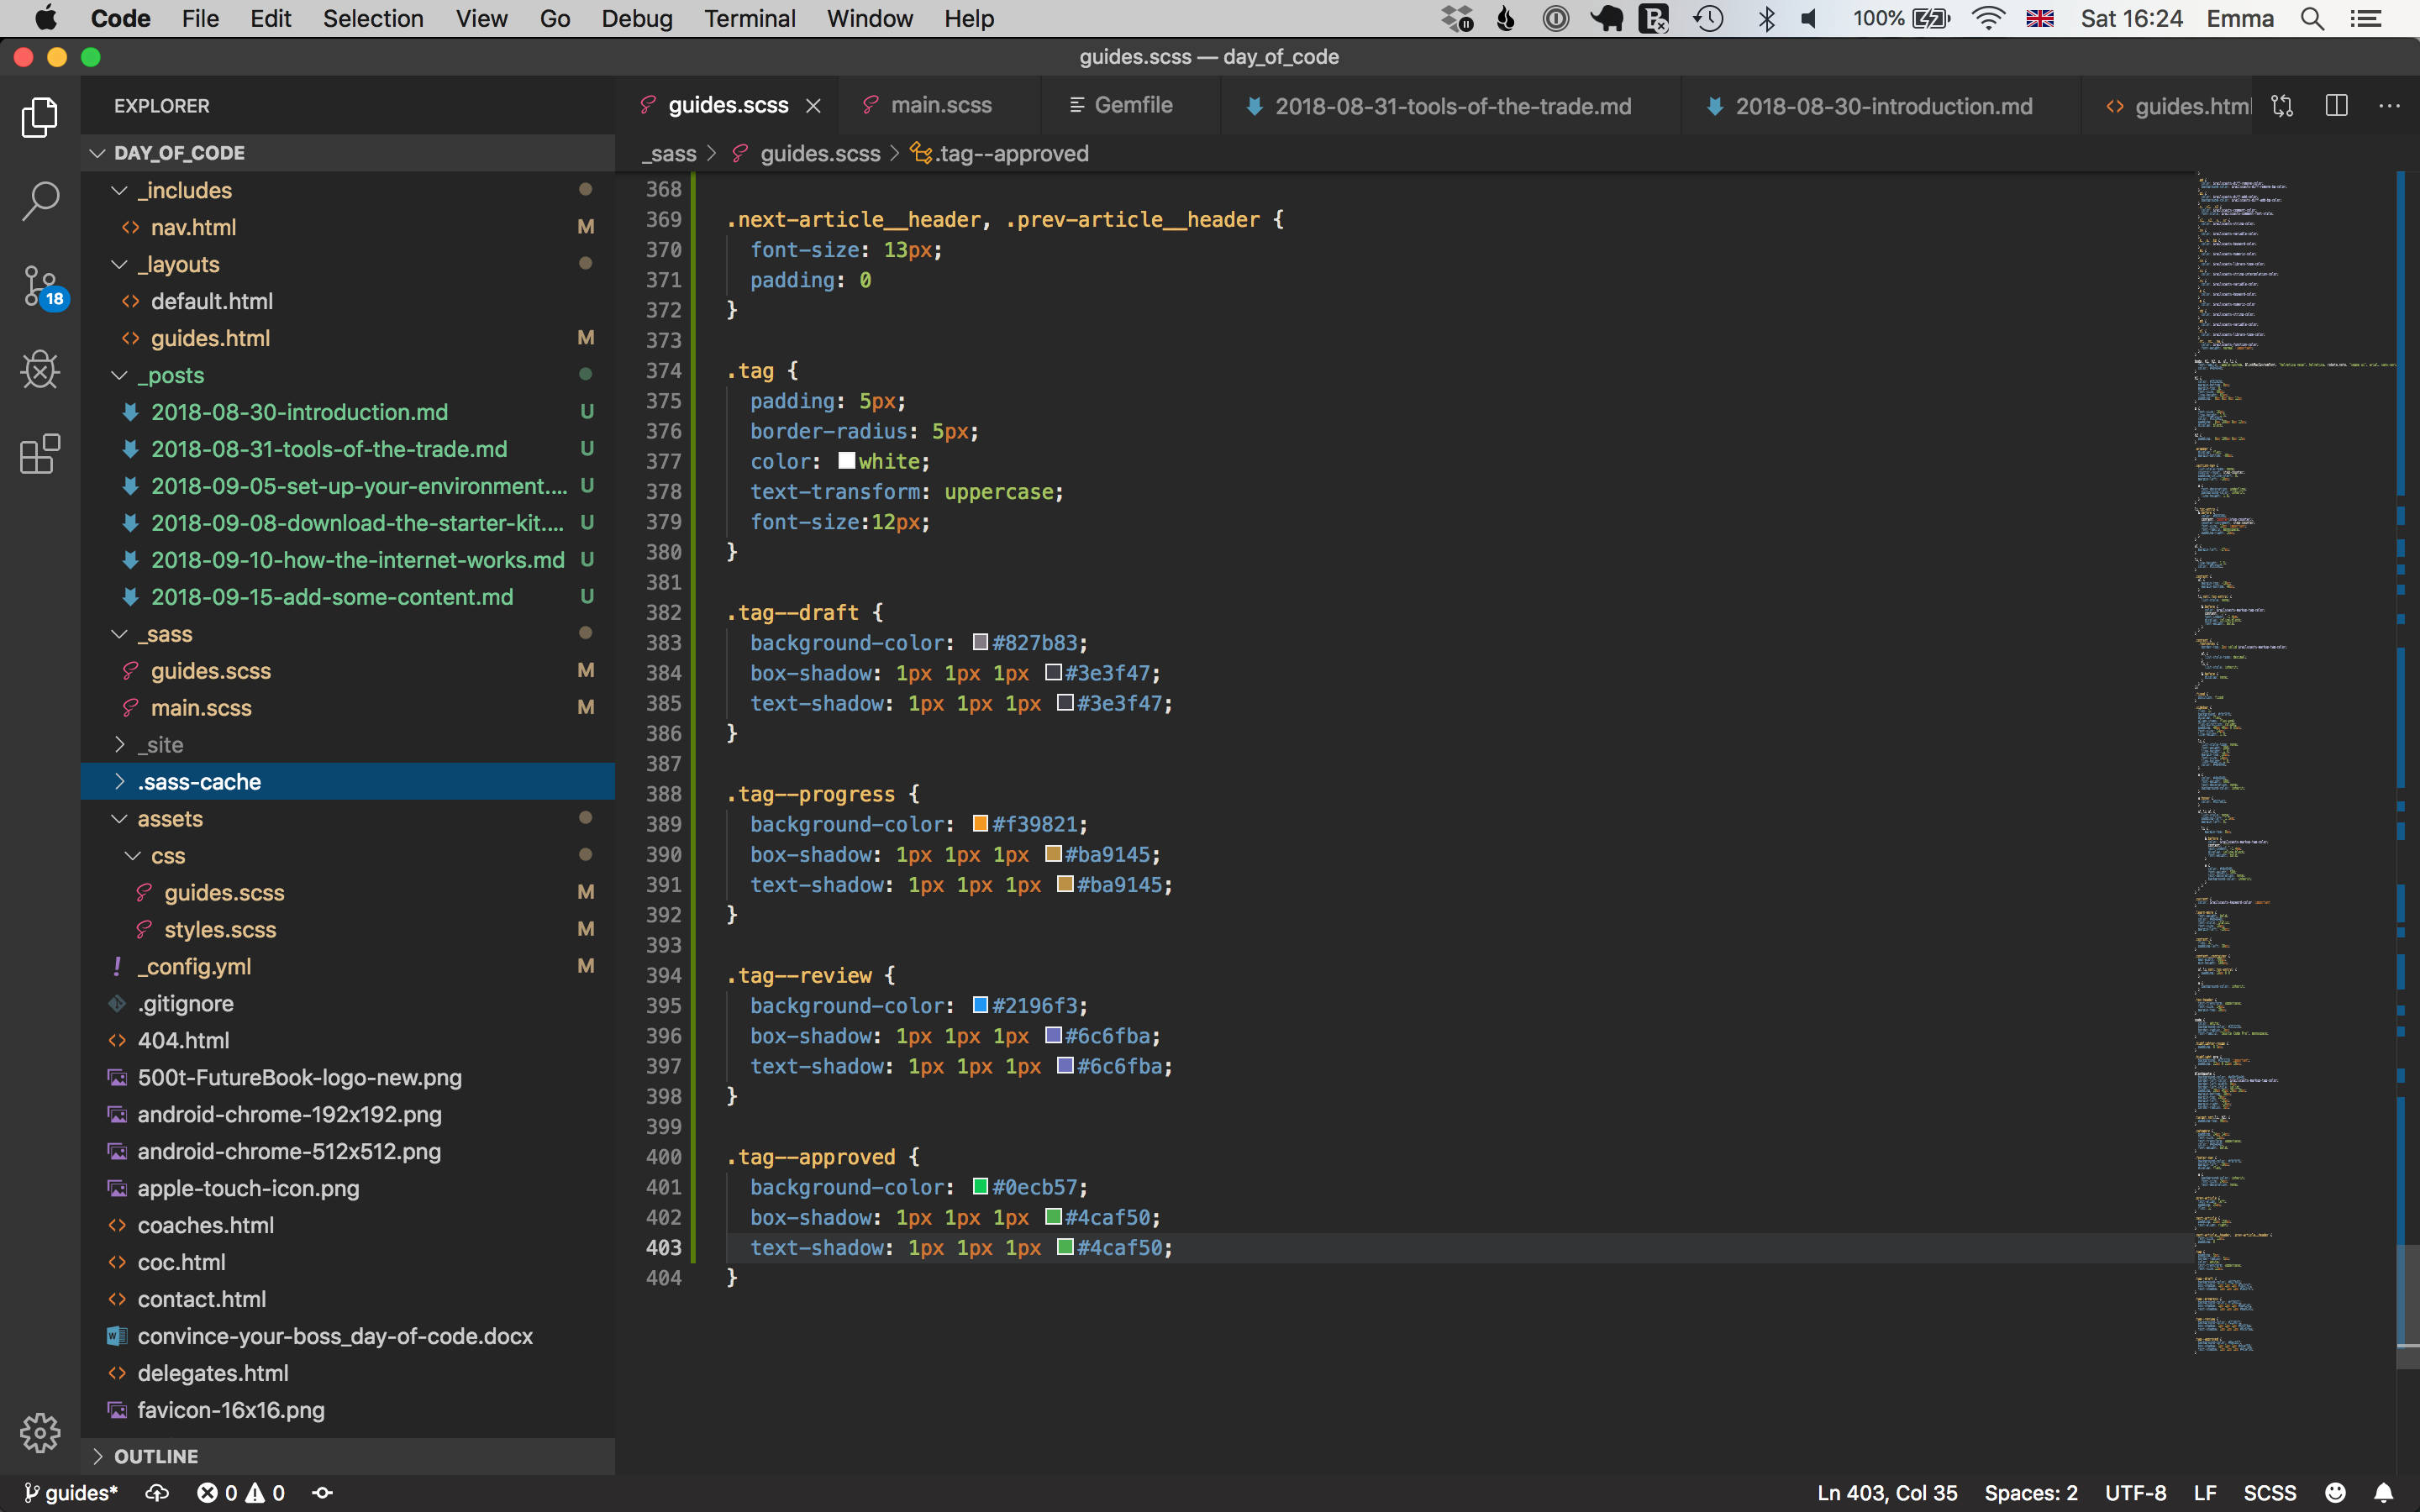 Code File Edit Selection View Go Debug Terminal Window Help 100% Sat 16:24 Emma
guides.scss — day_of_code
EXPLORER
guides.scss main.scss Gemfile 2018-08-31-tools-of-the-trade.md 2018-08-30-introduction.md guides.htm
DAY_OF_CODE
_sass > guides.scss > .tag--approved
_includes
nav.html M
_layouts
default.html
guides.html M
_posts
2018-08-30-introduction.md U
2018-08-31-tools-of-the-trade.md U
2018-09-05-set-up-your-environment.... U
2018-09-08-download-the-starter-kit.... U
2018-09-10-how-the-internet-works.md U
2018-09-15-add-some-content.md U
_sass
guides.scss M
main.scss M
_site
.sass-cache
assets
css
guides.scss M
styles.scss M
_config.yml M
.gitignore
404.html
500t-FutureBook-logo-new.png
android-chrome-192x192.png
android-chrome-512x512.png
apple-touch-icon.png
coaches.html
coc.html
contact.html
convince-your-boss_day-of-code.docx
delegates.html
favicon-16x16.png
OUTLINE
18
368
369 .next-article__header, .prev-article__header {
370 font-size: 13px;
371 padding: 0
372 }
373
374 .tag {
375 padding: 5px;
376 border-radius: 5px;
377 color: white;
378 text-transform: uppercase;
379 font-size:12px;
380 }
381
382 .tag--draft {
383 background-color: #827b83;
384 box-shadow: 1px 1px 1px #3e3f47;
385 text-shadow: 1px 1px 1px #3e3f47;
386 }
387
388 .tag--progress {
389 background-color: #f39821;
390 box-shadow: 1px 1px 1px #ba9145;
391 text-shadow: 1px 1px 1px #ba9145;
392 }
393
394 .tag--review {
395 background-color: #2196f3;
396 box-shadow: 1px 1px 1px #6c6fba;
397 text-shadow: 1px 1px 1px #6c6fba;
398 }
399
400 .tag--approved {
401 background-color: #0ecb57;
402 box-shadow: 1px 1px 1px #4caf50;
403 text-shadow: 1px 1px 1px #4caf50;
404 }
guides* 0 0 Ln 403, Col 35 Spaces: 2 UTF-8 LF SCSS